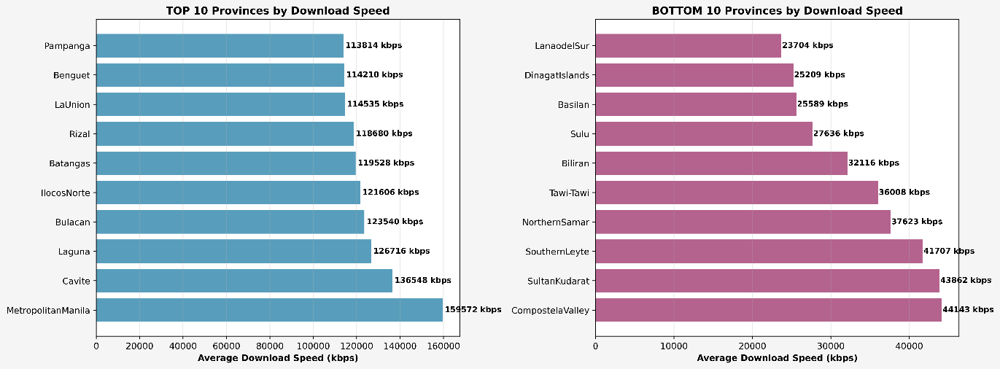 TOP 10 Provinces by Download Speed
Pampanga
113814 kbps
Benguet
114210 kbps
LaUnion
114535 kbps
Rizal
118680 kbps
Batangas
119528 kbps
IlocosNorte
121606 kbps
Bulacan
123540 kbps
Laguna
126716 kbps
Cavite
136548 kbps
MetropolitanManila
159572 kbps
0 20000 40000 60000 80000 100000 120000 140000 160000
Average Download Speed (kbps)
BOTTOM 10 Provinces by Download Speed
LanaodelSur
23704 kbps
DinagatIslands
25209 kbps
Basilan
25589 kbps
Sulu
27636 kbps
Biliran
32116 kbps
Tawi-Tawi
36008 kbps
NorthernSamar
37623 kbps
SouthernLeyte
41707 kbps
SultanKudarat
43862 kbps
CompostelaValley
44143 kbps
0 10000 20000 30000 40000
Average Download Speed (kbps)